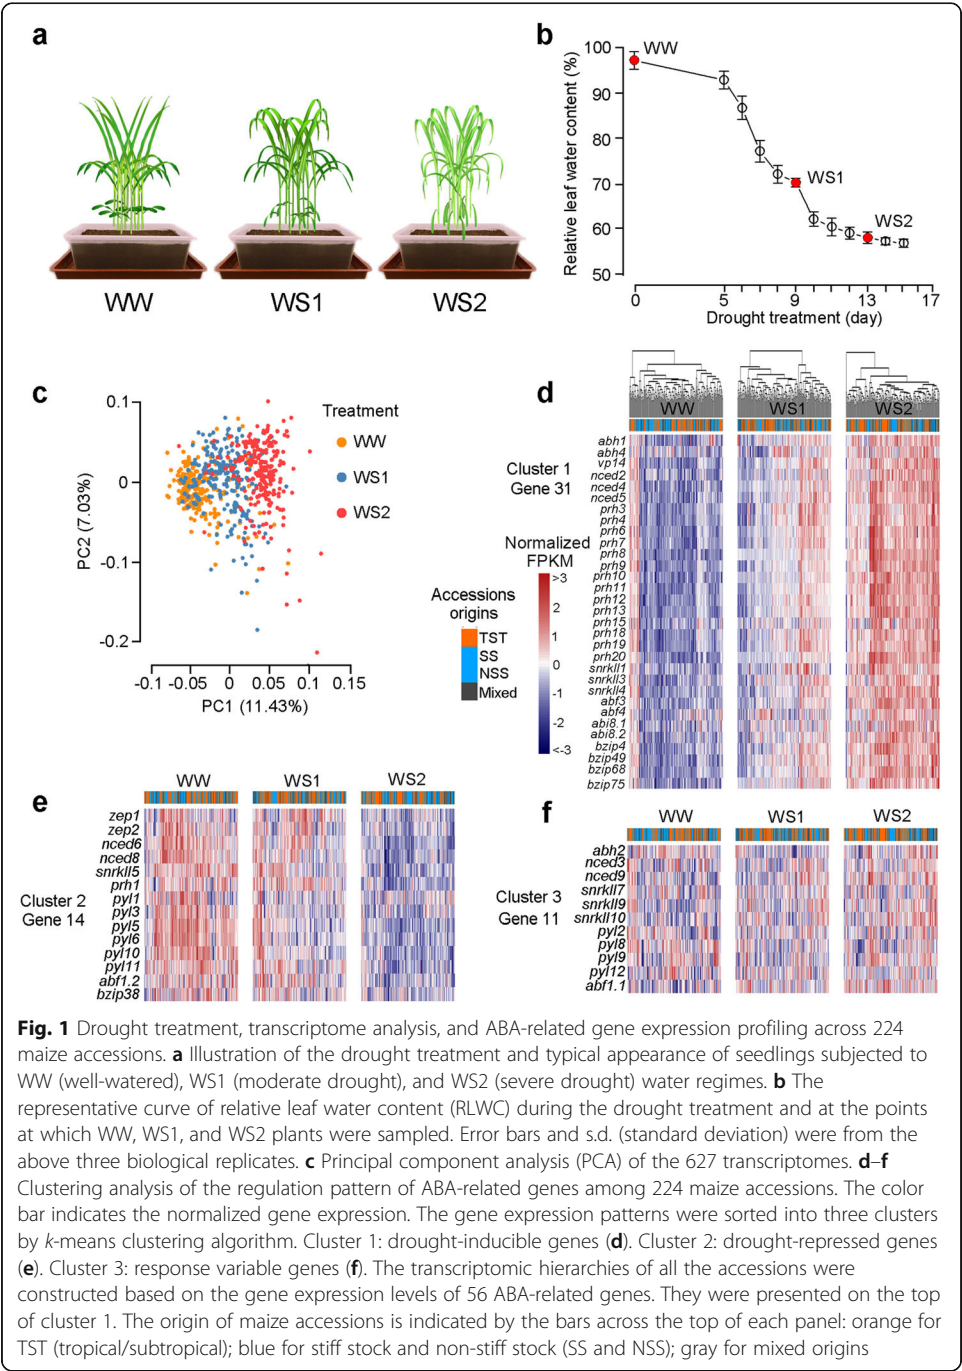 a
WW
WS1
WS2
b
Relative leaf water content (%)
100
90
80
70
60
50
WW
WS1
WS2
0 5 9 13 17
Drought treatment (day)
c
0.1
0
-0.1
-0.2
PC2 (7.03%)
-0.1 -0.05 0 0.05 0.1 0.15
PC1 (11.43%)
Treatment
WW
WS1
WS2
Accessions
origins
TST
SS
NSS
Mixed
Normalized
FPKM
>3
2
1
0
-1
-2
<-3
d
WW WS1 WS2
Cluster 1
Gene 31
abh1
abh4
vp14
nced2
nced4
nced5
prh3
prh4
prh6
prh7
prh8
prh9
prh10
prh11
prh12
prh13
prh15
prh18
prh19
prh20
snrkII1
snrkII3
snrkII4
abf3
abf4
abi8.1
abi8.2
bzip4
bzip49
bzip68
bzip75
e
WW WS1 WS2
Cluster 2
Gene 14
zep1
zep2
nced6
nced8
snrkII5
prh1
pyl1
pyl3
pyl5
pyl6
pyl10
pyl11
abf1.2
bzip38
f
WW WS1 WS2
Cluster 3
Gene 11
abh2
nced3
nced9
snrkII7
snrkII9
snrkII10
pyl2
pyl8
pyl9
pyl12
abf1.1
Fig. 1 Drought treatment, transcriptome analysis, and ABA-related gene expression profiling across 224
maize accessions. a Illustration of the drought treatment and typical appearance of seedlings subjected to
WW (well-watered), WS1 (moderate drought), and WS2 (severe drought) water regimes. b The
representative curve of relative leaf water content (RLWC) during the drought treatment and at the points
at which WW, WS1, and WS2 plants were sampled. Error bars and s.d. (standard deviation) were from the
above three biological replicates. c Principal component analysis (PCA) of the 627 transcriptomes. d–f
Clustering analysis of the regulation pattern of ABA-related genes among 224 maize accessions. The color
bar indicates the normalized gene expression. The gene expression patterns were sorted into three clusters
by k-means clustering algorithm. Cluster 1: drought-inducible genes (d). Cluster 2: drought-repressed genes
(e). Cluster 3: response variable genes (f). The transcriptomic hierarchies of all the accessions were
constructed based on the gene expression levels of 56 ABA-related genes. They were presented on the top
of cluster 1. The origin of maize accessions is indicated by the bars across the top of each panel: orange for
TST (tropical/subtropical); blue for stiff stock and non-stiff stock (SS and NSS); gray for mixed origins